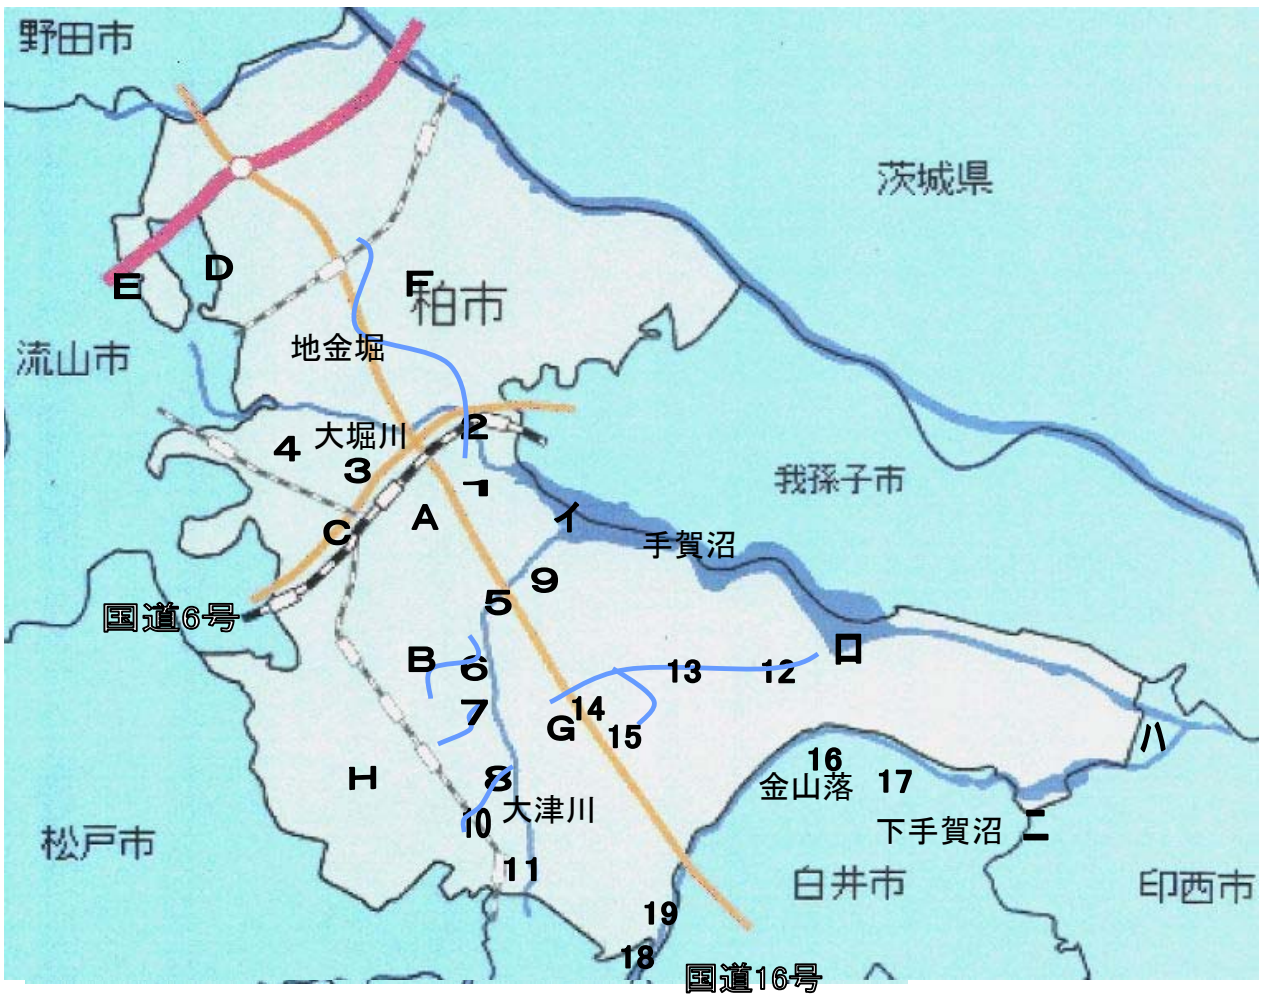 野田市
茨城県
D
E
F
柏市
地金堀
流山市
2
4
大堀川
3
我孫子市
A
イ
C
手賀沼
9
5
国道6号
ロ
B
6
13
12
7
14
G
15
ハ
16
H
8
金山落
17
大津川
10
下手賀沼
ニ
松戸市
11
白井市
印西市
19
18
国道16号